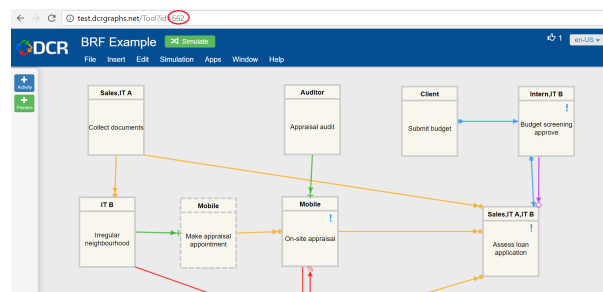 test.dcrgraphs.net/Tool?id=662
DCR
BRF Example
Simulate
1
en-US
File Insert Edit Simulation Apps Window Help
Activity
Process
Sales,IT A
Collect documents
Auditor
Appraisal audit
Client
Submit budget
Intern,IT B
!
Budget screening
approve
IT B
Irregular
neighbourhood
Mobile
Make appraisal
appointment
Mobile
!
On-site appraisal
%
Sales,IT A,IT B
!
Assess loan
application